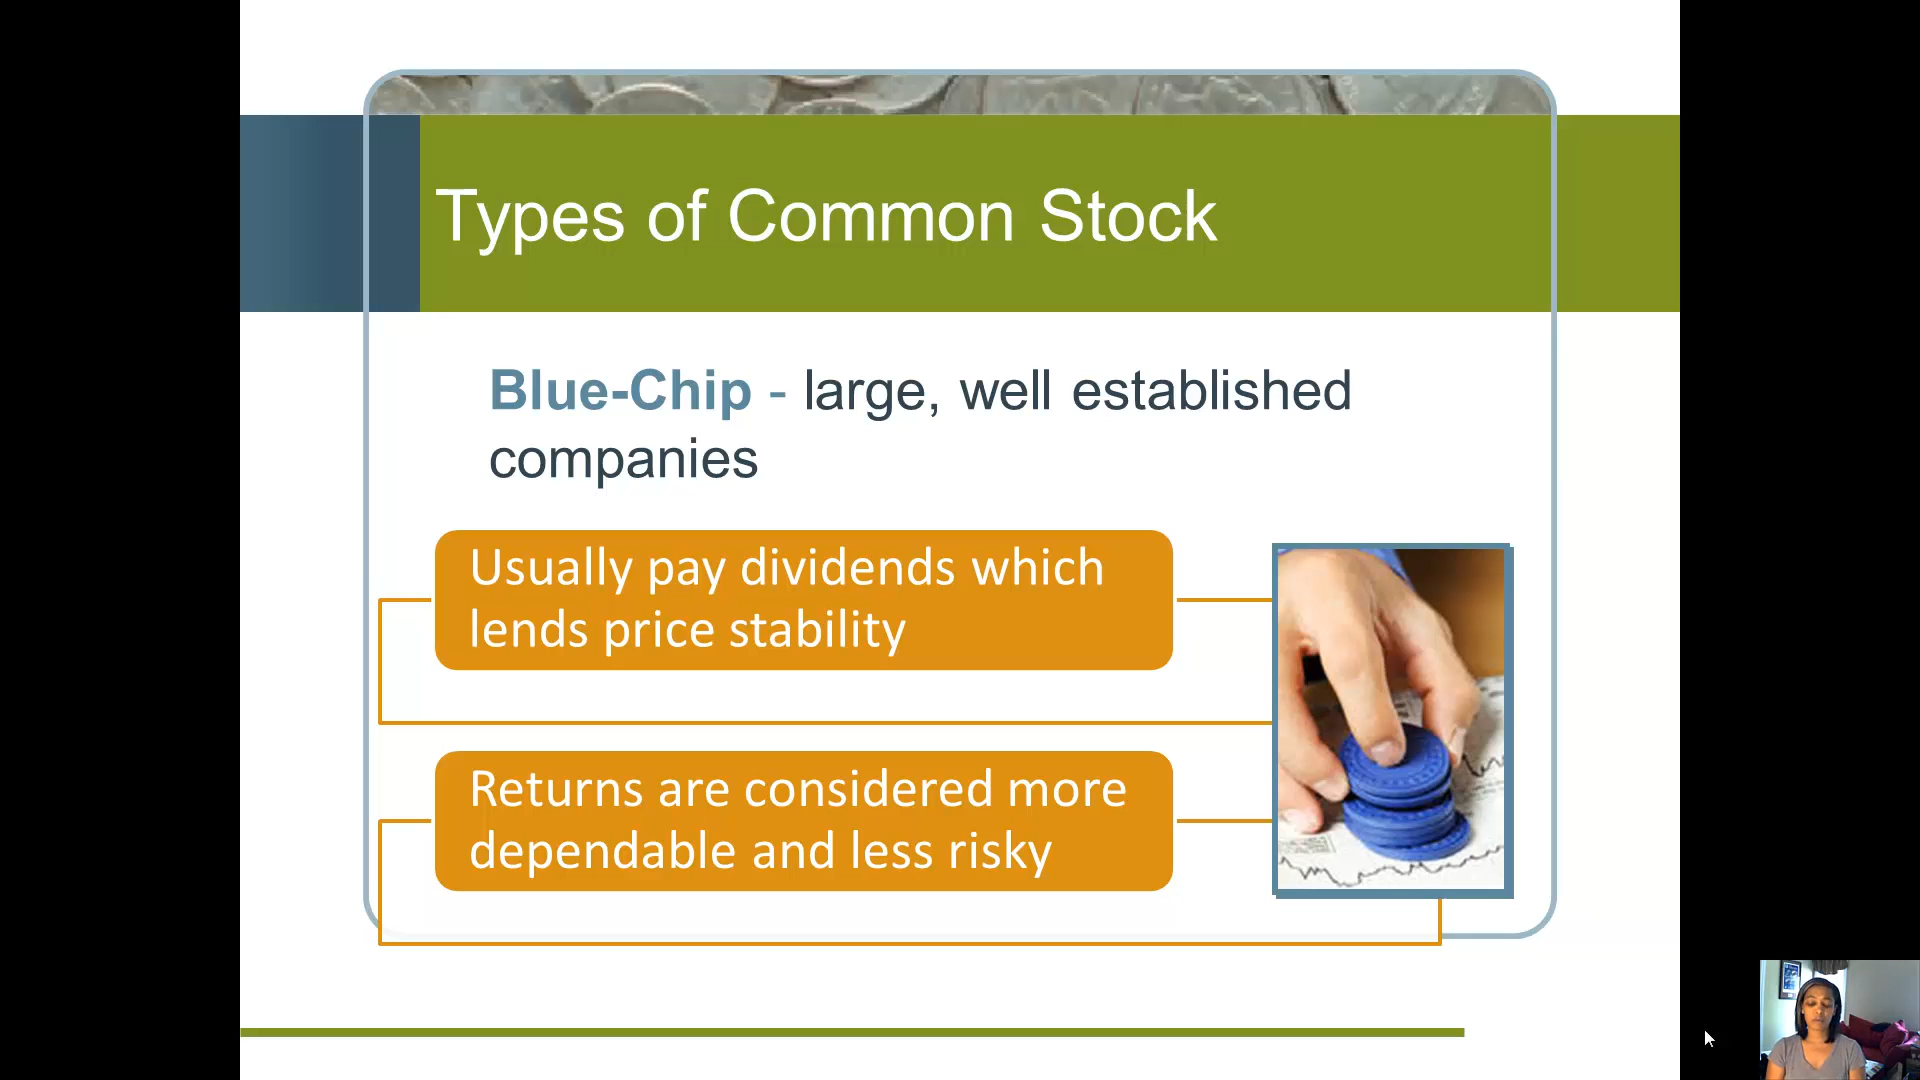 Types of Common Stock
Blue-Chip - large, well established
companies
Usually pay dividends which
lends price stability
Returns are considered more
dependable and less risky